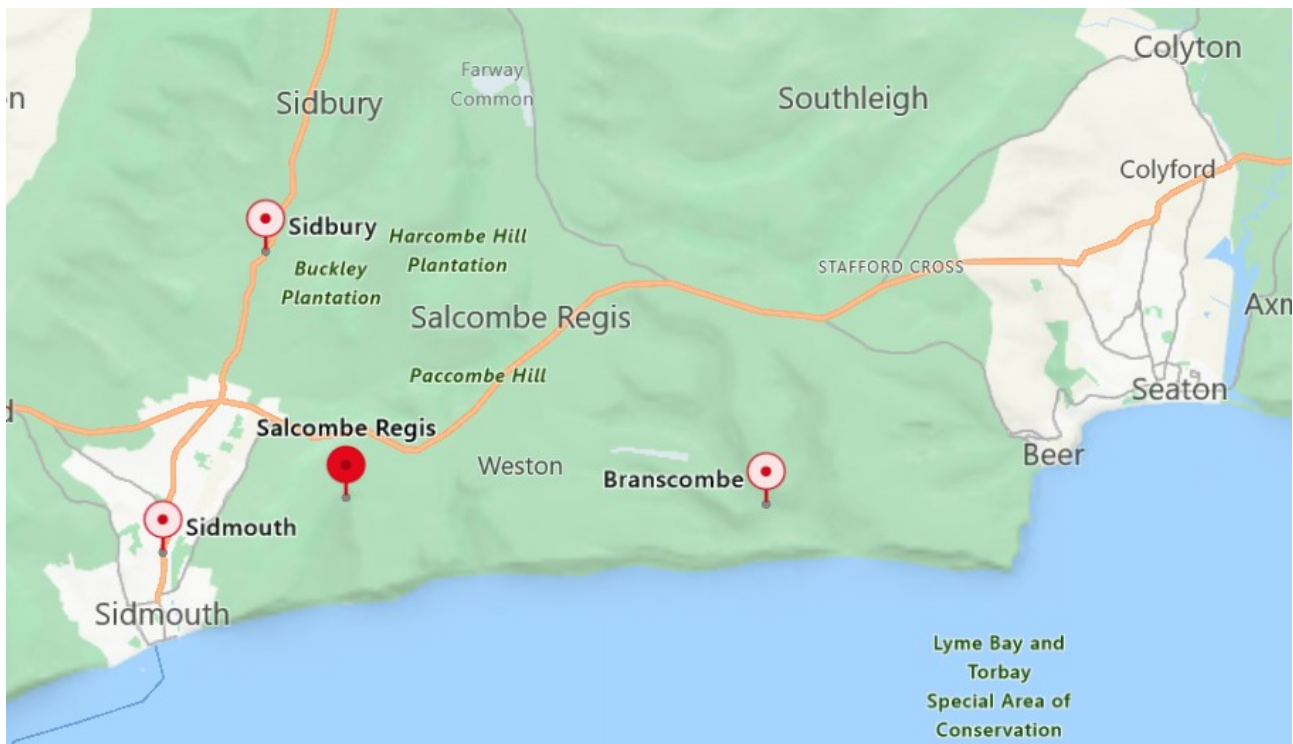 Colyton
Farway
Common
Southleigh
n
Sidbury
Colyford
Sidbury
Harcombe Hill
Plantation
Buckley
Plantation
STAFFORD CROSS
Axm
Salcombe Regis
Paccombe Hill
Seaton
d
Salcombe Regis
Beer
Weston
Branscombe
Sidmouth
Sidmouth
Lyme Bay and
Torbay
Special Area of
Conservation